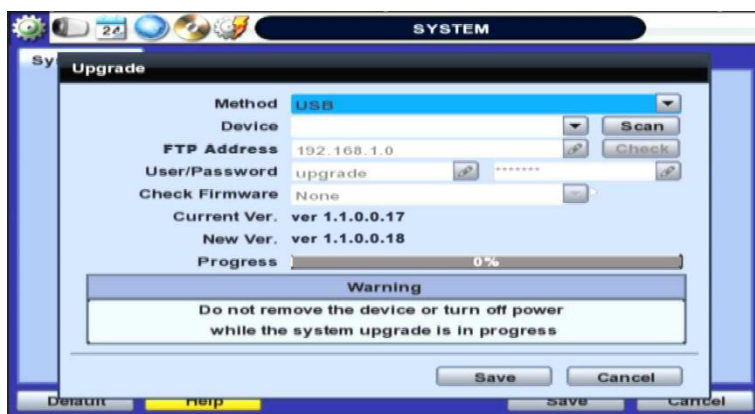 24
SYSTEM
Sy
Upgrade
Method USB
Device Scan
FTP Address 192.168.1.0 Check
User/Password upgrade *******
Check Firmware None
Current Ver. ver 1.1.0.0.17
New Ver. ver 1.1.0.0.18
Progress 0%
Warning
Do not remove the device or turn off power
while the system upgrade is in progress
Save Cancel
Default Help Save Cancel